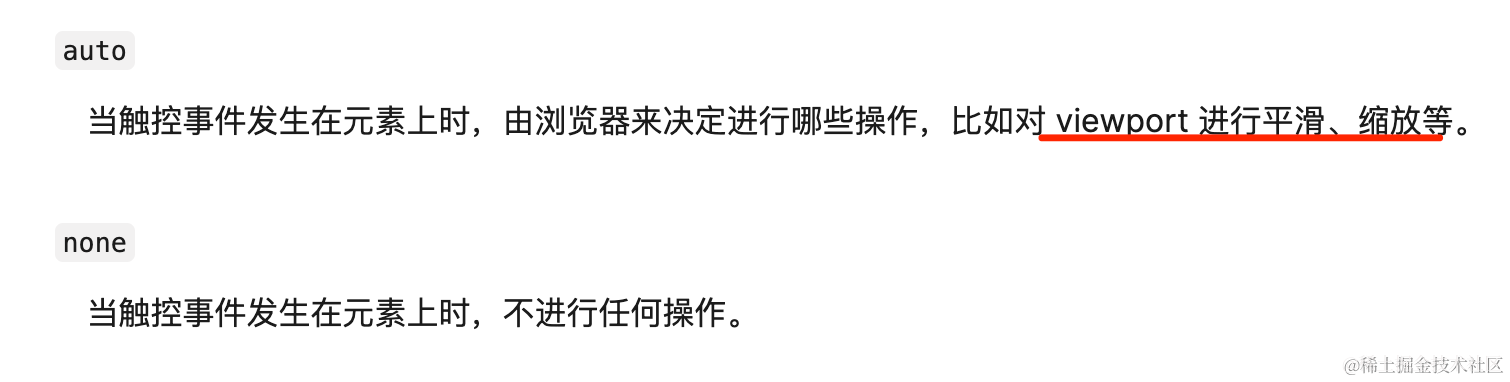 auto
当触控事件发生在元素上时，由浏览器来决定进行哪些操作，比如对 viewport 进行平滑、缩放等。
none
当触控事件发生在元素上时，不进行任何操作。
@稀土掘金技术社区